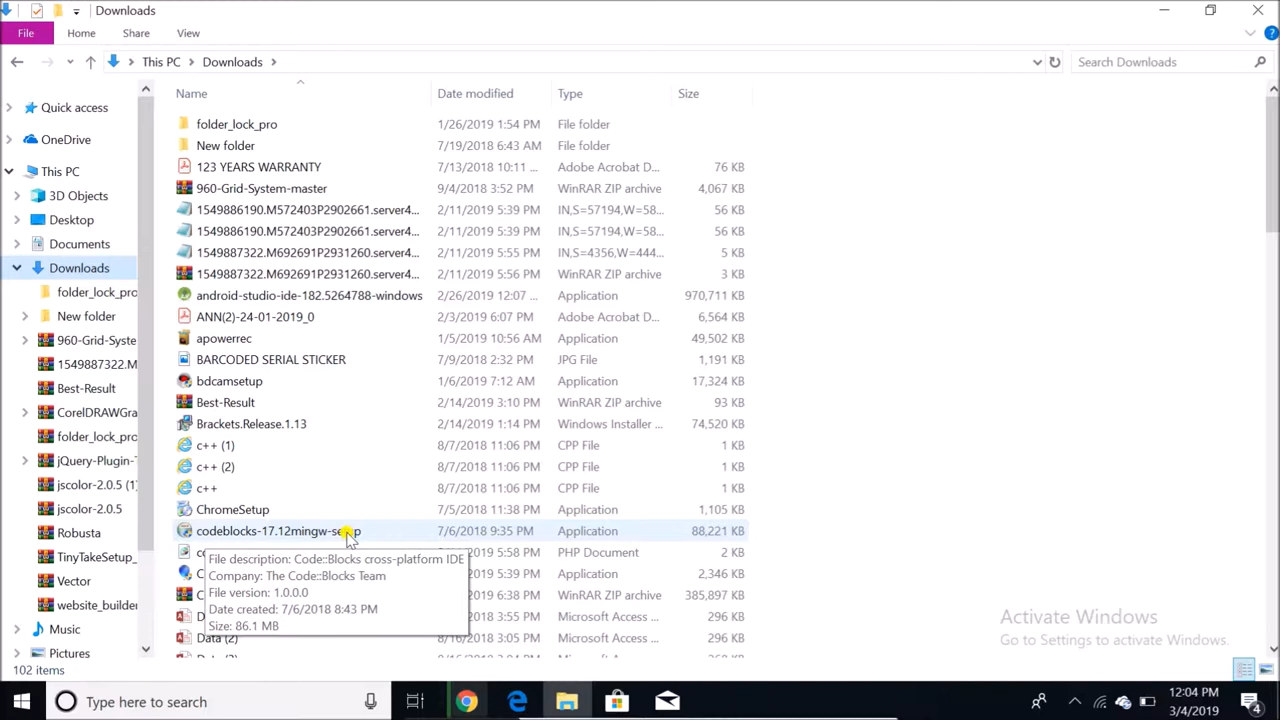 Downloads
File Home Share View
This PC Downloads Search Downloads
Name Date modified Type Size
Quick access
OneDrive
This PC
3D Objects
Desktop
Documents
Downloads
folder_lock_pro
New folder
960-Grid-Syste
1549887322.M
Best-Result
CorelDRAWGra
folder_lock_pro
jQuery-Plugin-T
jscolor-2.0.5 (1)
jscolor-2.0.5
Robusta
TinyTakeSetup_
Vector
website_builder
Music
Pictures
folder_lock_pro 1/26/2019 1:54 PM File folder
New folder 7/19/2018 6:43 AM File folder
123 YEARS WARRANTY 7/13/2018 10:11 ... Adobe Acrobat D... 76 KB
960-Grid-System-master 9/4/2018 3:52 PM WinRAR ZIP archive 4,067 KB
1549886190.M572403P2902661.server4... 2/11/2019 5:39 PM IN,S=57194,W=58... 56 KB
1549886190.M572403P2902661.server4... 2/11/2019 5:39 PM IN,S=57194,W=58... 56 KB
1549887322.M692691P2931260.server4... 2/11/2019 5:55 PM IN,S=4356,W=444... 5 KB
1549887322.M692691P2931260.server4... 2/11/2019 5:56 PM WinRAR ZIP archive 3 KB
android-studio-ide-182.5264788-windows 2/26/2019 12:07 ... Application 970,711 KB
ANN(2)-24-01-2019_0 2/3/2019 6:07 PM Adobe Acrobat D... 6,564 KB
apowerrec 1/5/2019 10:56 AM Application 49,502 KB
BARCODED SERIAL STICKER 7/9/2018 2:32 PM JPG File 1,191 KB
bdcamsetup 1/6/2019 7:12 AM Application 17,324 KB
Best-Result 2/14/2019 3:10 PM WinRAR ZIP archive 93 KB
Brackets.Release.1.13 2/14/2019 1:14 PM Windows Installer ... 74,520 KB
c++ (1) 8/7/2018 11:06 PM CPP File 1 KB
c++ (2) 8/7/2018 11:06 PM CPP File 1 KB
c++ 8/7/2018 11:06 PM CPP File 1 KB
ChromeSetup 7/5/2018 11:38 PM Application 1,105 KB
codeblocks-17.12mingw-setup 7/6/2018 9:35 PM Application 88,221 KB
5:58 PM PHP Document 2 KB
Application 2,346 KB
6:38 PM WinRAR ZIP archive 385,897 KB
3:55 PM Microsoft Access ... 296 KB
Data (2) 8/16/2018 3:05 PM Microsoft Access ... 296 KB
File description: Code::Blocks cross-platform IDE
Company: The Code::Blocks Team
File version: 1.0.0.0
Date created: 7/6/2018 8:43 PM
Size: 86.1 MB
Activate Windows
Go to Settings to activate Windows.
102 items
Type here to search
12:04 PM
3/4/2019
4